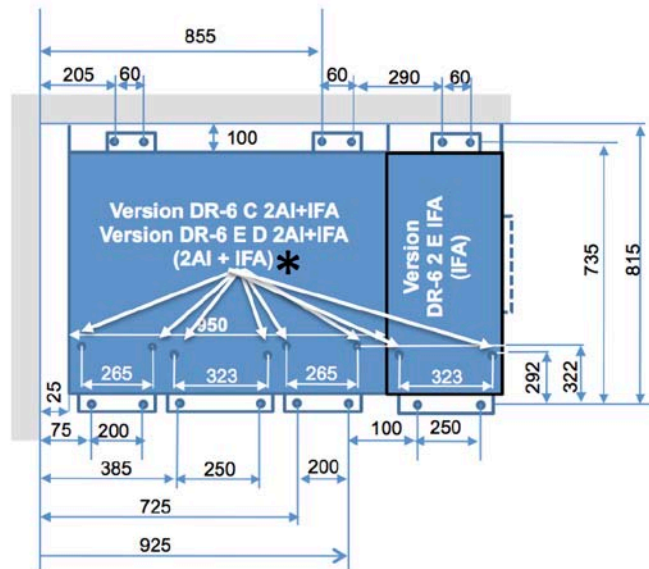 855
205 60 60 290 60
100
Version DR-6 C 2AI+IFA
Version DR-6 E D 2AI+IFA
(2AI + IFA) *
Version
DR-6 2 E IFA
(IFA)
735
815
950
265 323 265 323
292
322
25
75 200 100 250
385 250 200
725
925